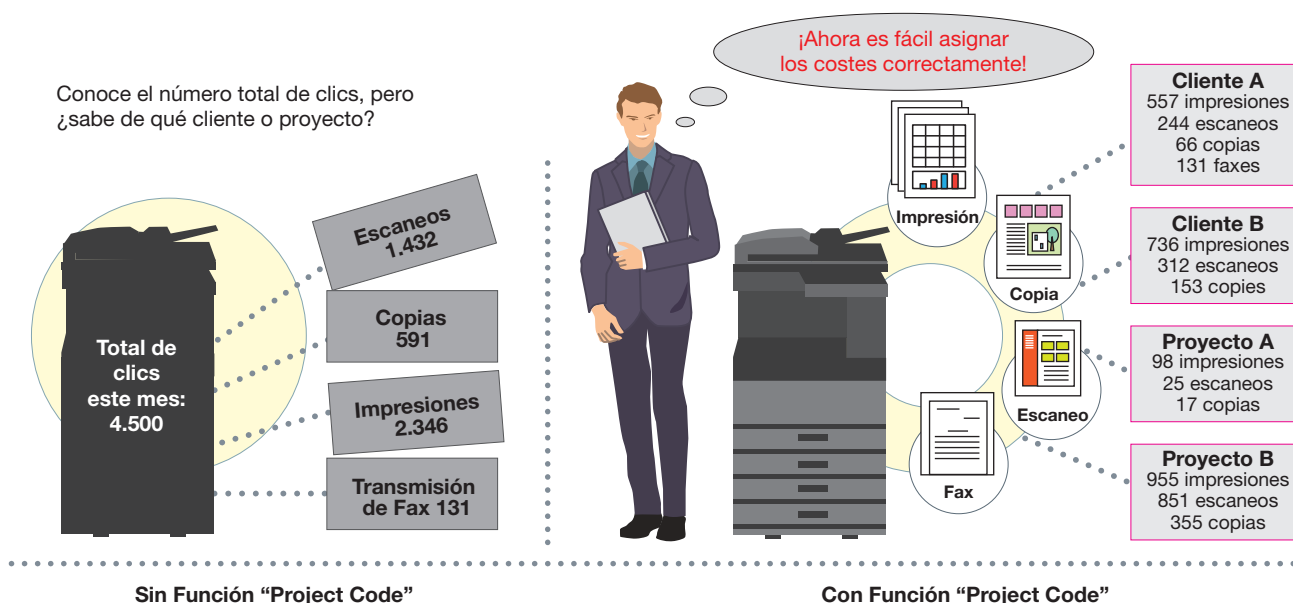 Conoce el número total de clics, pero
¿sabe de qué cliente o proyecto?
Total de
clics
este mes:
4.500
Escaneos
1.432
Copias
591
Impresiones
2.346
Transmisión
de Fax 131
Sin Función “Project Code”
¡Ahora es fácil asignar
los costes correctamente!
Impresión
Copia
Escaneo
Fax
Cliente A
557 impresiones
244 escaneos
66 copias
131 faxes
Cliente B
736 impresiones
312 escaneos
153 copies
Proyecto A
98 impresiones
25 escaneos
17 copias
Proyecto B
955 impresiones
851 escaneos
355 copias
Con Función “Project Code”